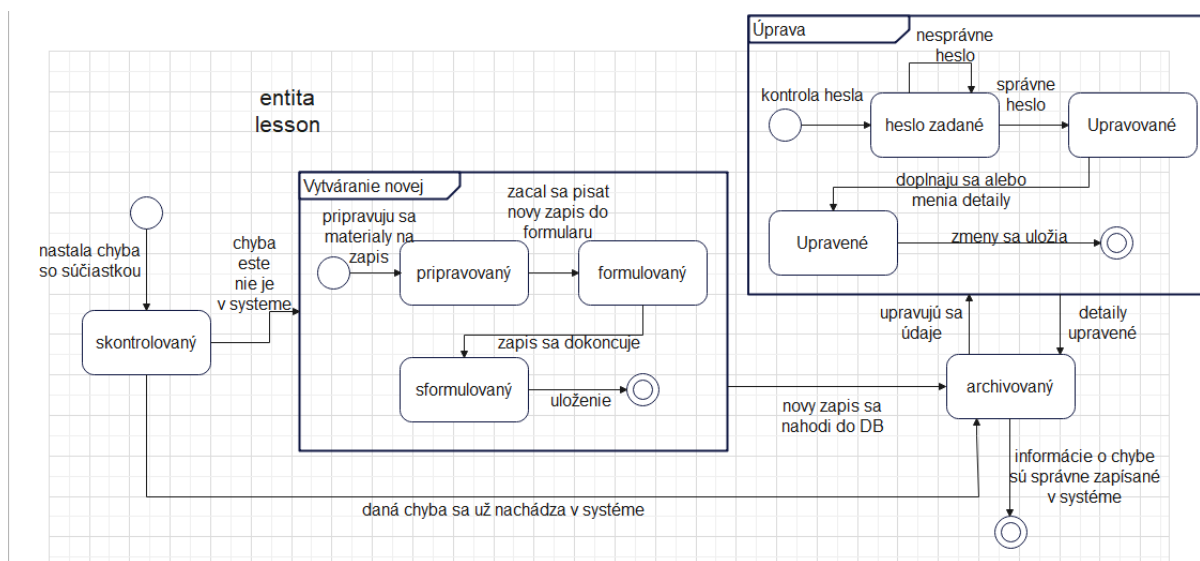 Úprava
nesprávne
heslo
kontrola hesla
heslo zadané
správne
heslo
Upravované
doplnaju sa alebo
menia detaily
Upravené
zmeny sa uložia
entita
lesson
Vytváranie novej
pripravuju sa
materialy na
zapis
zacal sa pisat
novy zapis do
formularu
pripravovaný
formulovaný
zapis sa dokoncuje
sformulovaný
uloženie
nastala chyba
so súčiastkou
chyba
este
nie je
v systeme
skontrolovaný
upravujú sa
údaje
detaily
upravené
archivovaný
novy zapis sa
nahodi do DB
informácie o chybe
sú správne zapísané
v systéme
daná chyba sa už nachádza v systéme